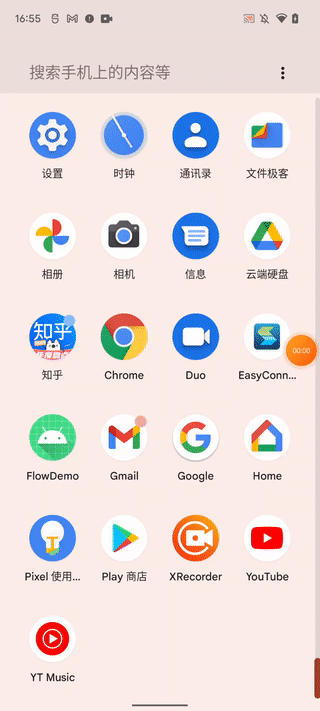 16:55
搜索手机上的内容等
设置 时钟 通讯录 文件极客
相册 相机 信息 云端硬盘
知乎
00:00
知乎 Chrome Duo EasyConn...
FlowDemo Gmail Google Home
Pixel 使用... Play 商店 XRecorder YouTube
YT Music